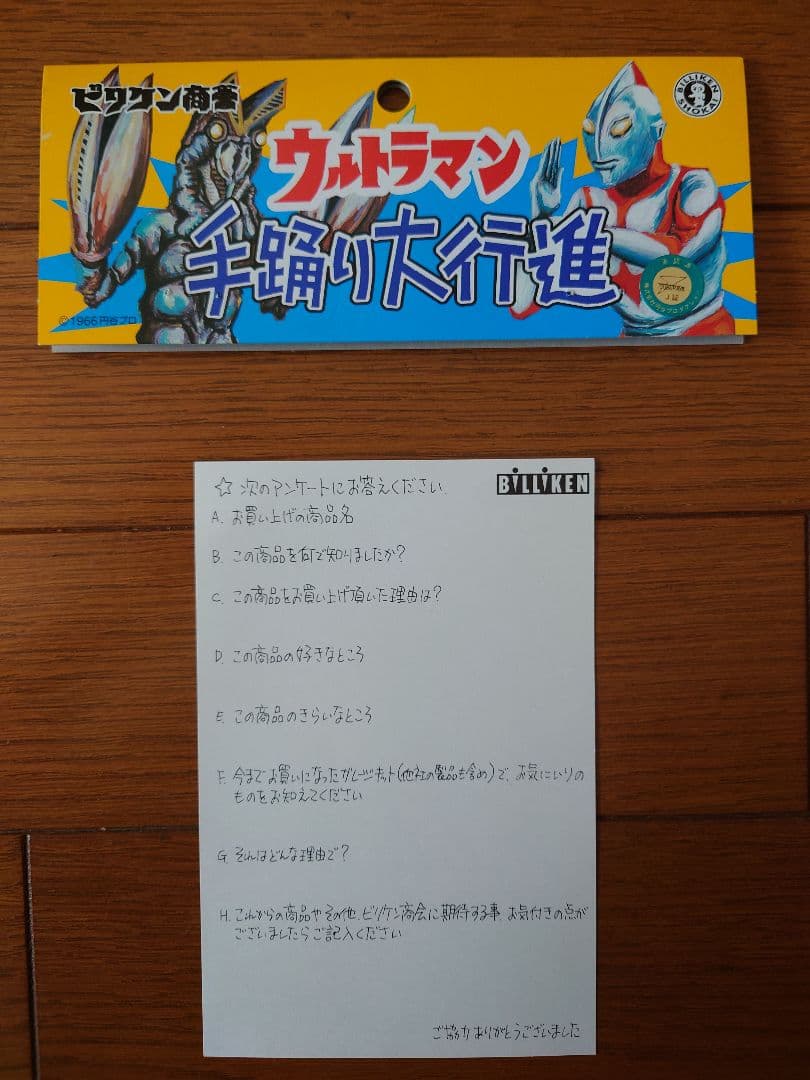 ビリケン商会
BILLIKEN SHOKAI
ウルトラマン
手踊り大行進
©1966円谷プロ
☆ 次のアンケートにお答えください.
BILLIKEN
A. お買い上げの商品名
B. この商品を何で知りましたか?
C. この商品をお買い上げ頂いた理由は?
D. この商品の好きなところ
E. この商品のきらいなところ
F. 今までお買いになったガレージキット(他社の製品も含め)で、お気にいりの
ものをお知えてください
G. それはどんな理由で?
H. これからの商品やその他、ビリケン商会に期待する事、お気付きの点が
ございましたらご記入ください
ご協力ありがとうございました